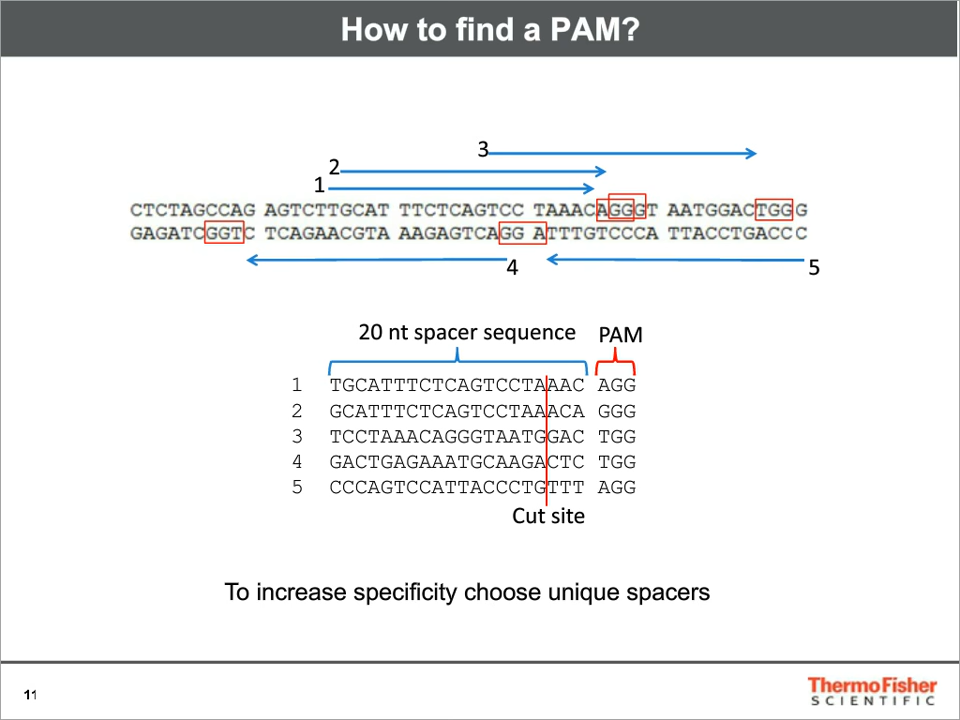 How to find a PAM?
3
2
1
CTCTAGCCAG AGTCTTGCAT TTCTCAGTCC TAAACAGGGT AATGGACTGG G
GAGATCGGTC TCAGAACGTA AAGAGTCAGG ATTTGTCCCA TTACCTGACC C
4 5
20 nt spacer sequence PAM
1 TGCATTTCTCAGTCCTAAAC AGG
2 GCATTTCTCAGTCCTAAACA GGG
3 TCCTAAACAGGGTAATGGAC TGG
4 GACTGAGAAATGCAAGACTC TGG
5 CCCAGTCCATTACCCTGTTT AGG
Cut site
To increase specificity choose unique spacers
11
ThermoFisher
SCIENTIFIC